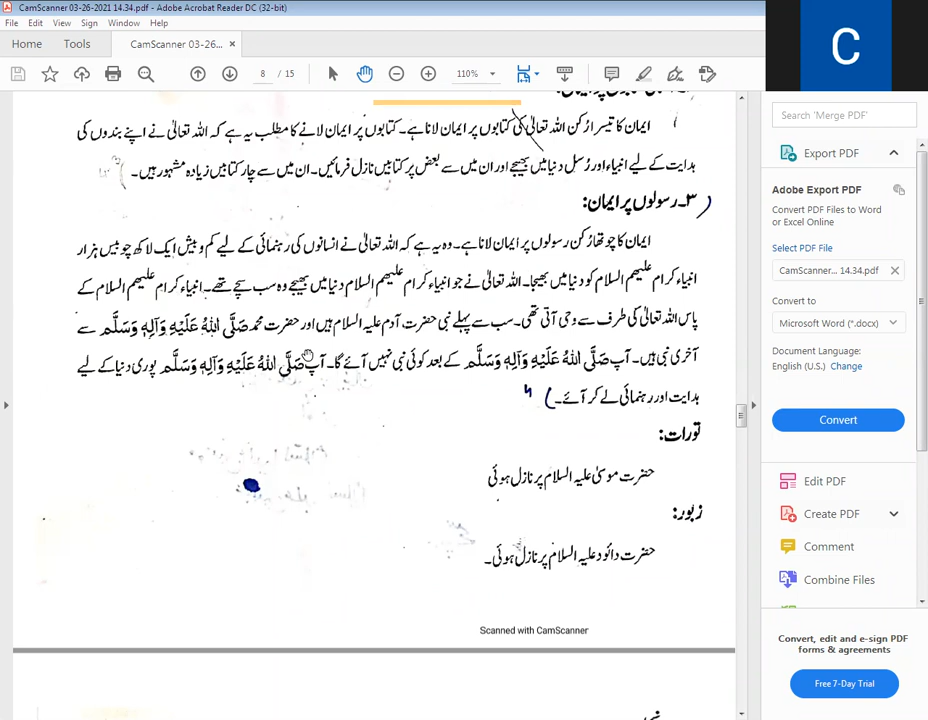 CamScanner 03-26-2021 14.34.pdf - Adobe Acrobat Reader DC (32-bit)
File Edit View Sign Window Help
Home Tools CamScanner 03-26... ×
8 / 15 110%
C
Search 'Merge PDF'
ایمان کا تیسرا رُکن اللہ تعالیٰ کی کتابوں پر ایمان لانا ہے۔ کتابوں پر ایمان لانے کا مطلب یہ ہے کہ اللہ تعالیٰ نے اپنے بندوں کی
ہدایت کے لیے انبیاء اور رُسل دنیا میں بھیجے اور ان میں سے بعض پر کتابیں نازل فرمائیں۔ ان میں سے چار کتابیں زیادہ مشہور ہیں۔
۳۔ رسولوں پر ایمان:
ایمان کا چوتھا رُکن رسولوں پر ایمان لانا ہے۔ وہ یہ ہے کہ اللہ تعالیٰ نے انسانوں کی رہنمائی کے لیے کم و بیش ایک لاکھ چوبیس ہزار
انبیاء کرام علیھم السلام کو دنیا میں بھیجا۔ اللہ تعالیٰ نے جو انبیاء کرام علیھم السلام دنیا میں بھیجے وہ سب سچے تھے۔ انبیاء کرام علیھم السلام کے
پاس اللہ تعالیٰ کی طرف سے وحی آتی تھی۔ سب سے پہلے نبی حضرت آدم علیہ السلام ہیں اور حضرت محمد صَلَّی اللهُ عَلَیْهِ وَآلِهٖ وَسَلَّم سے
آخری نبی ہیں۔ آپ صَلَّی اللهُ عَلَیْهِ وَآلِهٖ وَسَلَّم کے بعد کوئی نبی نہیں آئے گا۔ آپ صَلَّی اللهُ عَلَیْهِ وَآلِهٖ وَسَلَّم پوری دنیا کے لیے
ہدایت اور رہنمائی لے کر آئے۔
تورات:
حضرت موسیٰ علیہ السلام پر نازل ہوئی
زبور:
حضرت دائود علیہ السلام پر نازل ہوئی۔
Scanned with CamScanner
Export PDF
Adobe Export PDF
Convert PDF Files to Word
or Excel Online
Select PDF File
CamScanner... 14.34.pdf ×
Convert to
Microsoft Word (*.docx)
Document Language:
English (U.S.) Change
Convert
Edit PDF
Create PDF
Comment
Combine Files
Convert, edit and e-sign PDF
forms & agreements
Free 7-Day Trial